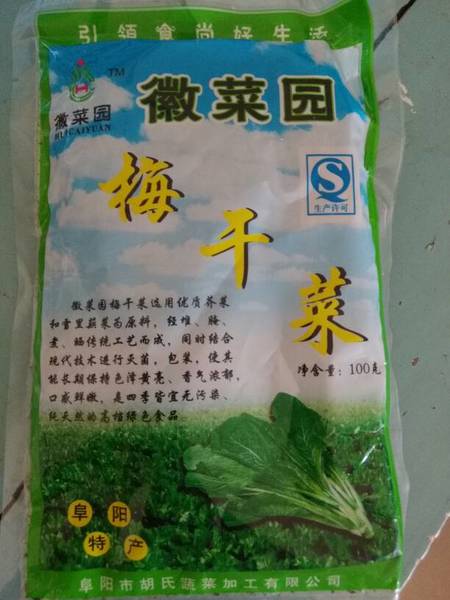 引领食尚好生活
TM
徽菜园
HUICAIYUAN
徽菜园
生产许可
梅干菜
徽菜园梅干菜选用优质芥菜
和雪里蕻菜为原料，经堆、腌、
煮、晒传统工艺而成，同时结合
现代技术进行灭菌，包装，使其
能长期保持色泽黄亮、香气浓郁，
口感鲜嫩，是四季皆宜无污染、
纯天然的高档绿色食品。
净含量：100克
阜阳
特产
阜阳市胡氏蔬菜加工有限公司